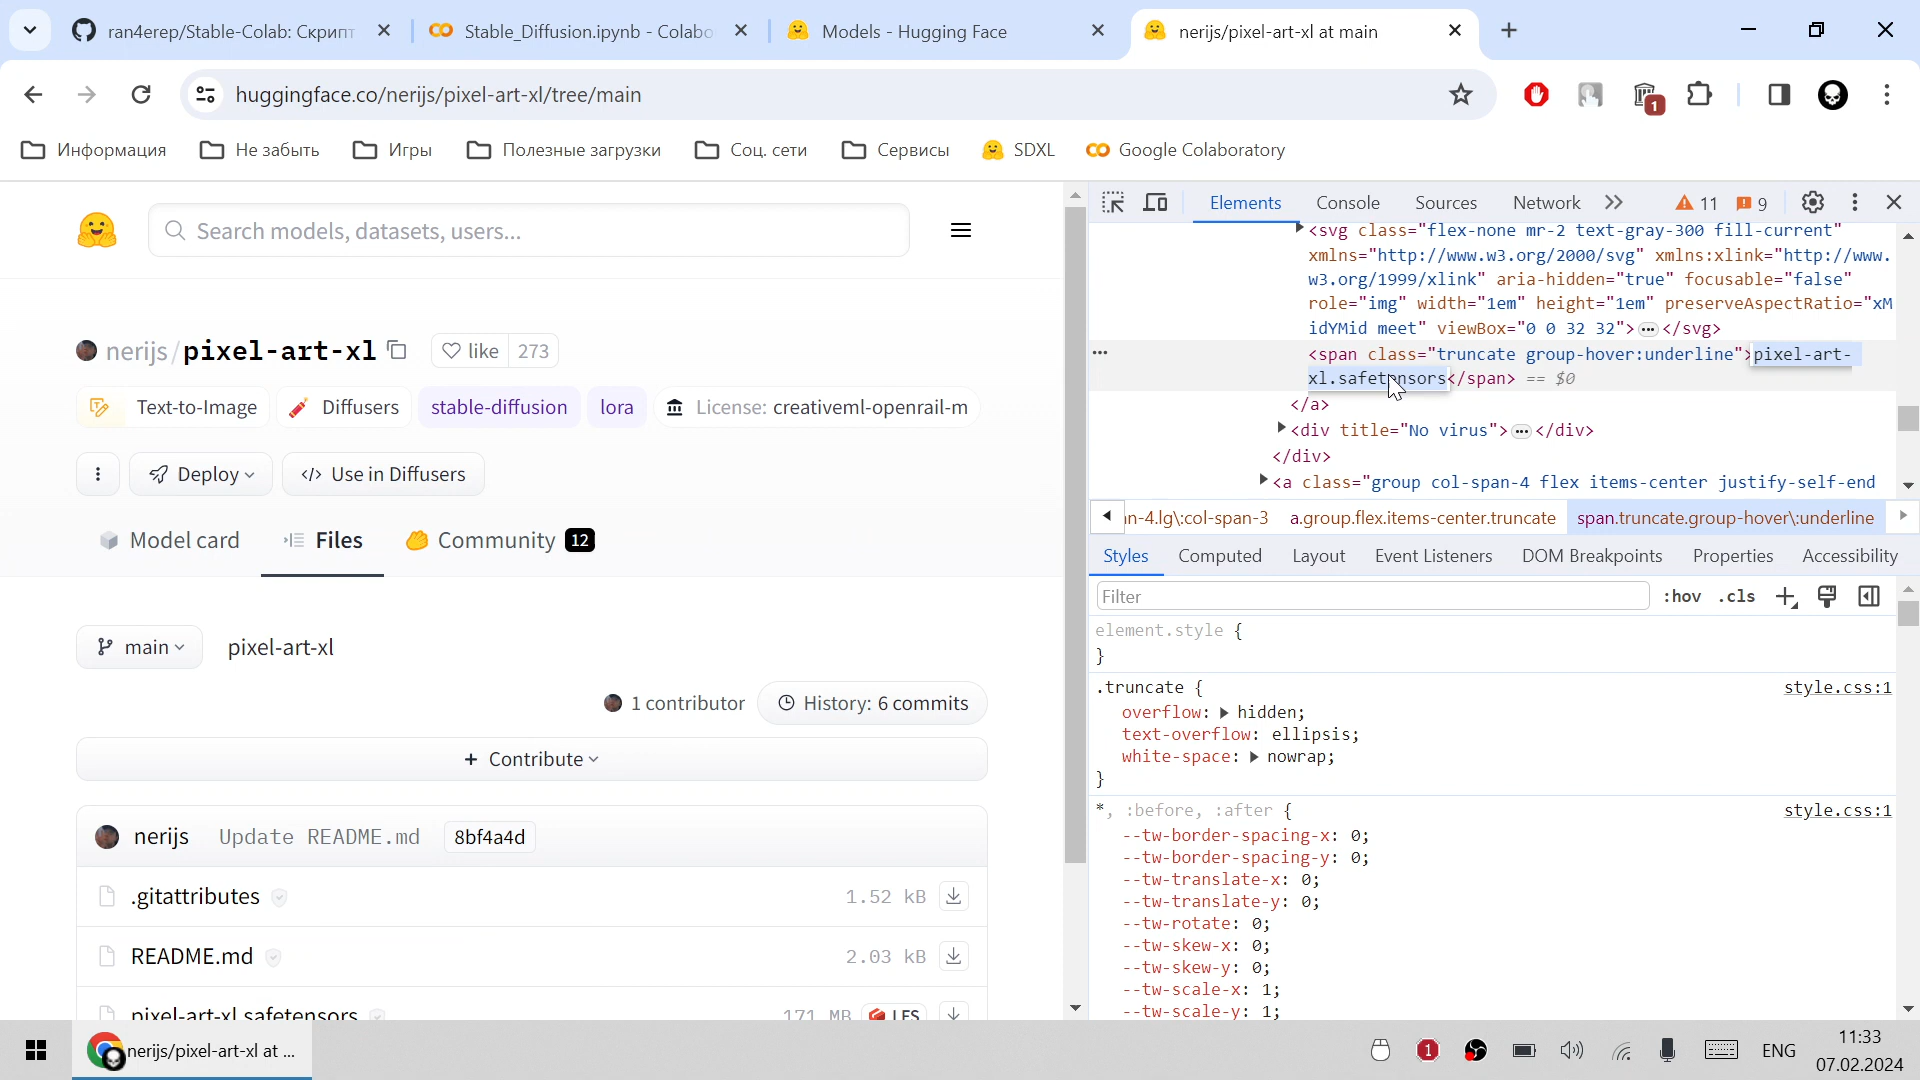 ran4erep/Stable-Colab: Скрипт
Stable_Diffusion.ipynb - Colabo
Models - Hugging Face
nerijs/pixel-art-xl at main
huggingface.co/nerijs/pixel-art-xl/tree/main
1
Информация
Не забыть
Игры
Полезные загрузки
Соц. сети
Сервисы
SDXL
Google Colaboratory
Search models, datasets, users...
nerijs/pixel-art-xl
like 273
Text-to-Image
Diffusers
stable-diffusion
lora
License: creativeml-openrail-m
Deploy
</> Use in Diffusers
Model card
Files
Community 12
main
pixel-art-xl
1 contributor
History: 6 commits
+ Contribute
nerijs Update README.md 8bf4a4d
.gitattributes 1.52 kB
README.md 2.03 kB
pixel-art-xl.safetensors 171 MB LFS
Elements Console Sources Network 11 9
<svg class="flex-none mr-2 text-gray-300 fill-current"
xmlns="http://www.w3.org/2000/svg" xmlns:xlink="http://www.
w3.org/1999/xlink" aria-hidden="true" focusable="false"
role="img" width="1em" height="1em" preserveAspectRatio="xM
idYMid meet" viewBox="0 0 32 32">…</svg>
<span class="truncate group-hover:underline">pixel-art-
xl.safetensors</span> == $0
</a>
<div title="No virus">…</div>
</div>
<a class="group col-span-4 flex items-center justify-self-end
n-4.lg\:col-span-3 a.group.flex.items-center.truncate span.truncate.group-hover\:underline
Styles Computed Layout Event Listeners DOM Breakpoints Properties Accessibility
Filter :hov .cls
element.style {
}
.truncate { style.css:1
overflow: hidden;
text-overflow: ellipsis;
white-space: nowrap;
}
*, :before, :after { style.css:1
--tw-border-spacing-x: 0;
--tw-border-spacing-y: 0;
--tw-translate-x: 0;
--tw-translate-y: 0;
--tw-rotate: 0;
--tw-skew-x: 0;
--tw-skew-y: 0;
--tw-scale-x: 1;
--tw-scale-y: 1;
nerijs/pixel-art-xl at ...
1
ENG
11:33
07.02.2024